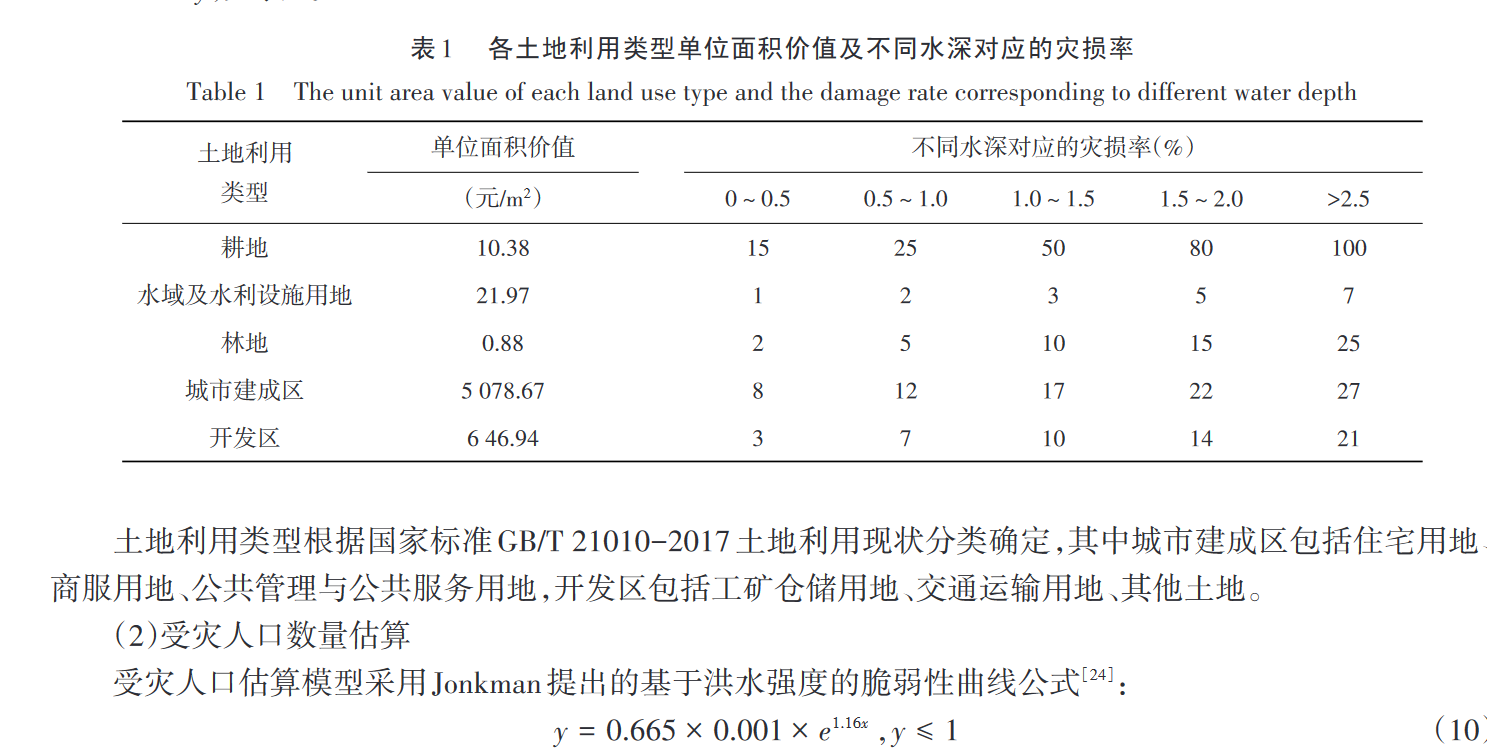 表1 各土地利用类型单位面积价值及不同水深对应的灾损率
Table 1 The unit area value of each land use type and the damage rate corresponding to different water depth
土地利用类型 单位面积价值 不同水深对应的灾损率(%)
(元/m²) 0~0.5 0.5~1.0 1.0~1.5 1.5~2.0 >2.5
耕地 10.38 15 25 50 80 100
水域及水利设施用地 21.97 1 2 3 5 7
林地 0.88 2 5 10 15 25
城市建成区 5 078.67 8 12 17 22 27
开发区 6 46.94 3 7 10 14 21
土地利用类型根据国家标准GB/T 21010-2017土地利用现状分类确定,其中城市建成区包括住宅用地、
商服用地、公共管理与公共服务用地,开发区包括工矿仓储用地、交通运输用地、其他土地。
(2)受灾人口数量估算
受灾人口估算模型采用Jonkman提出的基于洪水强度的脆弱性曲线公式[24]:
y = 0.665 × 0.001 × e^{1.16x}, y ⩽ 1 (10)